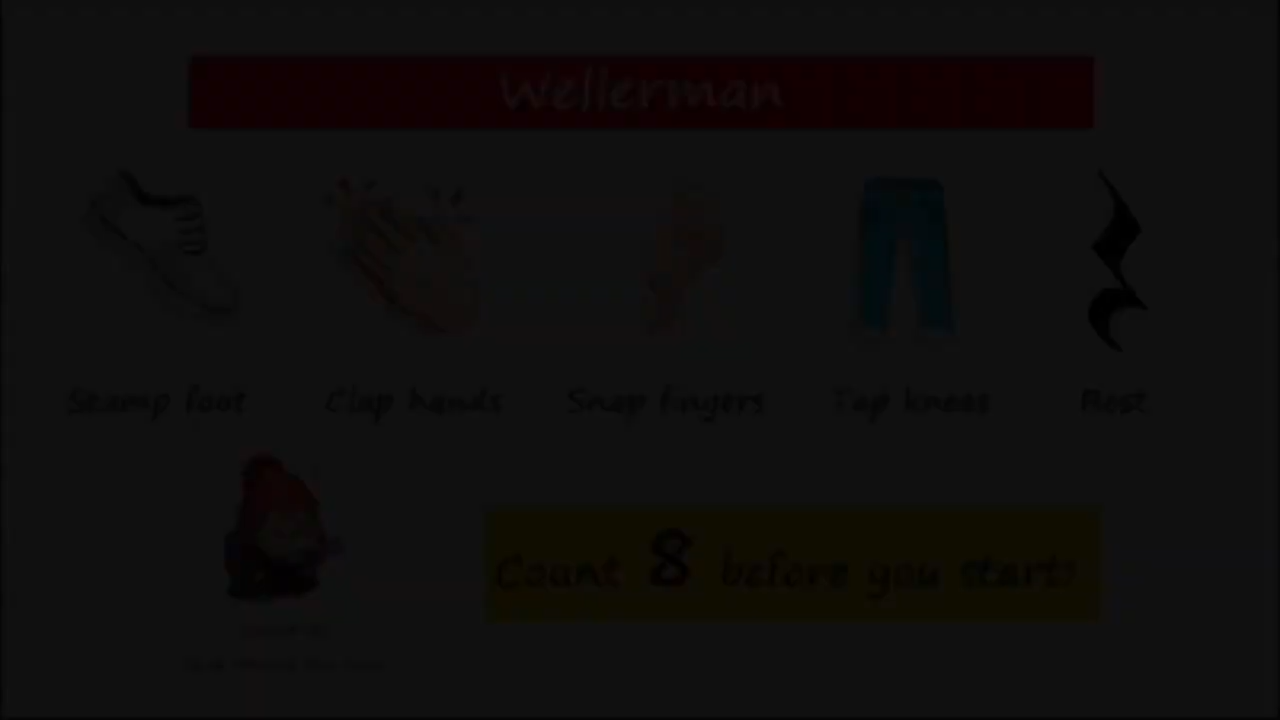 Wellerman
Stamp foot
Clap hands
Snap fingers
Tap knees
Rest
Count 8 before you start!